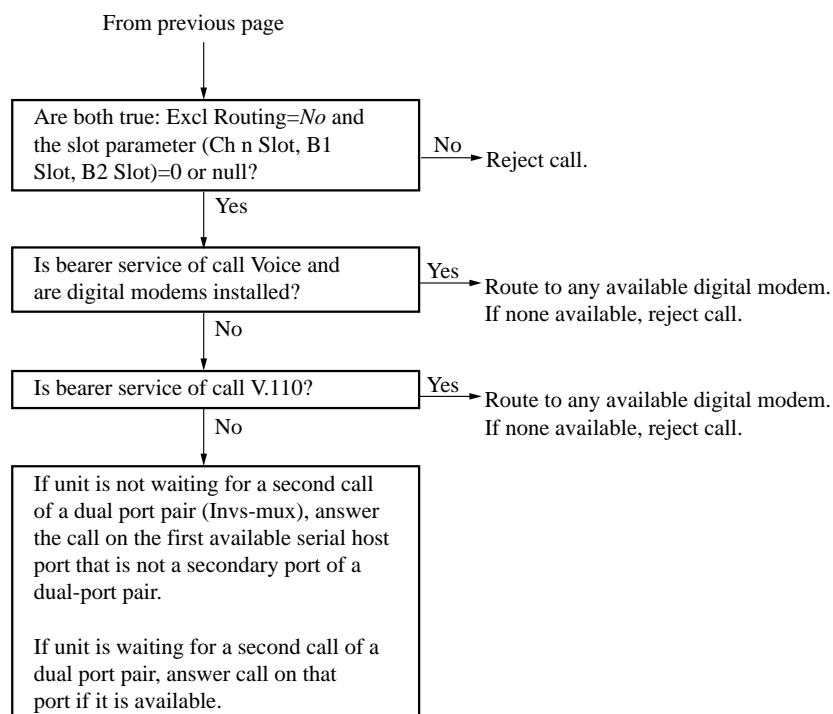 From previous page
Are both true: Excl Routing=No and
the slot parameter (Ch n Slot, B1
Slot, B2 Slot)=0 or null?
No
Reject call.
Yes
Is bearer service of call Voice and
are digital modems installed?
Yes
Route to any available digital modem.
If none available, reject call.
No
Is bearer service of call V.110?
Yes
Route to any available digital modem.
If none available, reject call.
No
If unit is not waiting for a second call
of a dual port pair (Invs-mux), answer
the call on the first available serial host
port that is not a secondary port of a
dual-port pair.
If unit is waiting for a second call of a
dual port pair, answer call on that
port if it is available.